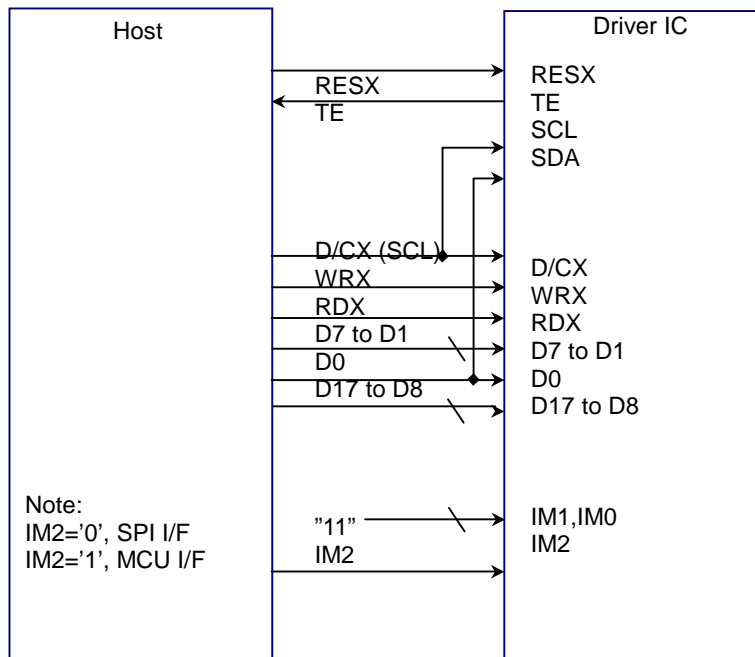 Host
Driver IC
RESX
TE
RESX
TE
SCL
SDA
D/CX (SCL)
WRX
RDX
D7 to D1
D0
D17 to D8
D/CX
WRX
RDX
D7 to D1
D0
D17 to D8
Note:
IM2='0', SPI I/F
IM2='1', MCU I/F
"11"
IM2
IM1,IM0
IM2